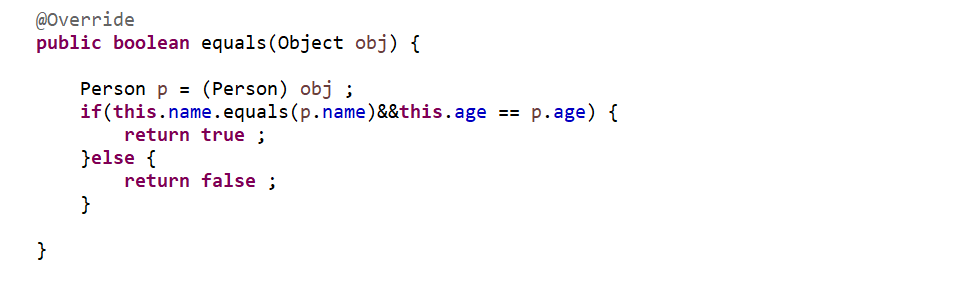 @Override
public boolean equals(Object obj) {
Person p = (Person) obj ;
if(this.name.equals(p.name)&&this.age == p.age) {
return true ;
}else {
return false ;
}
}